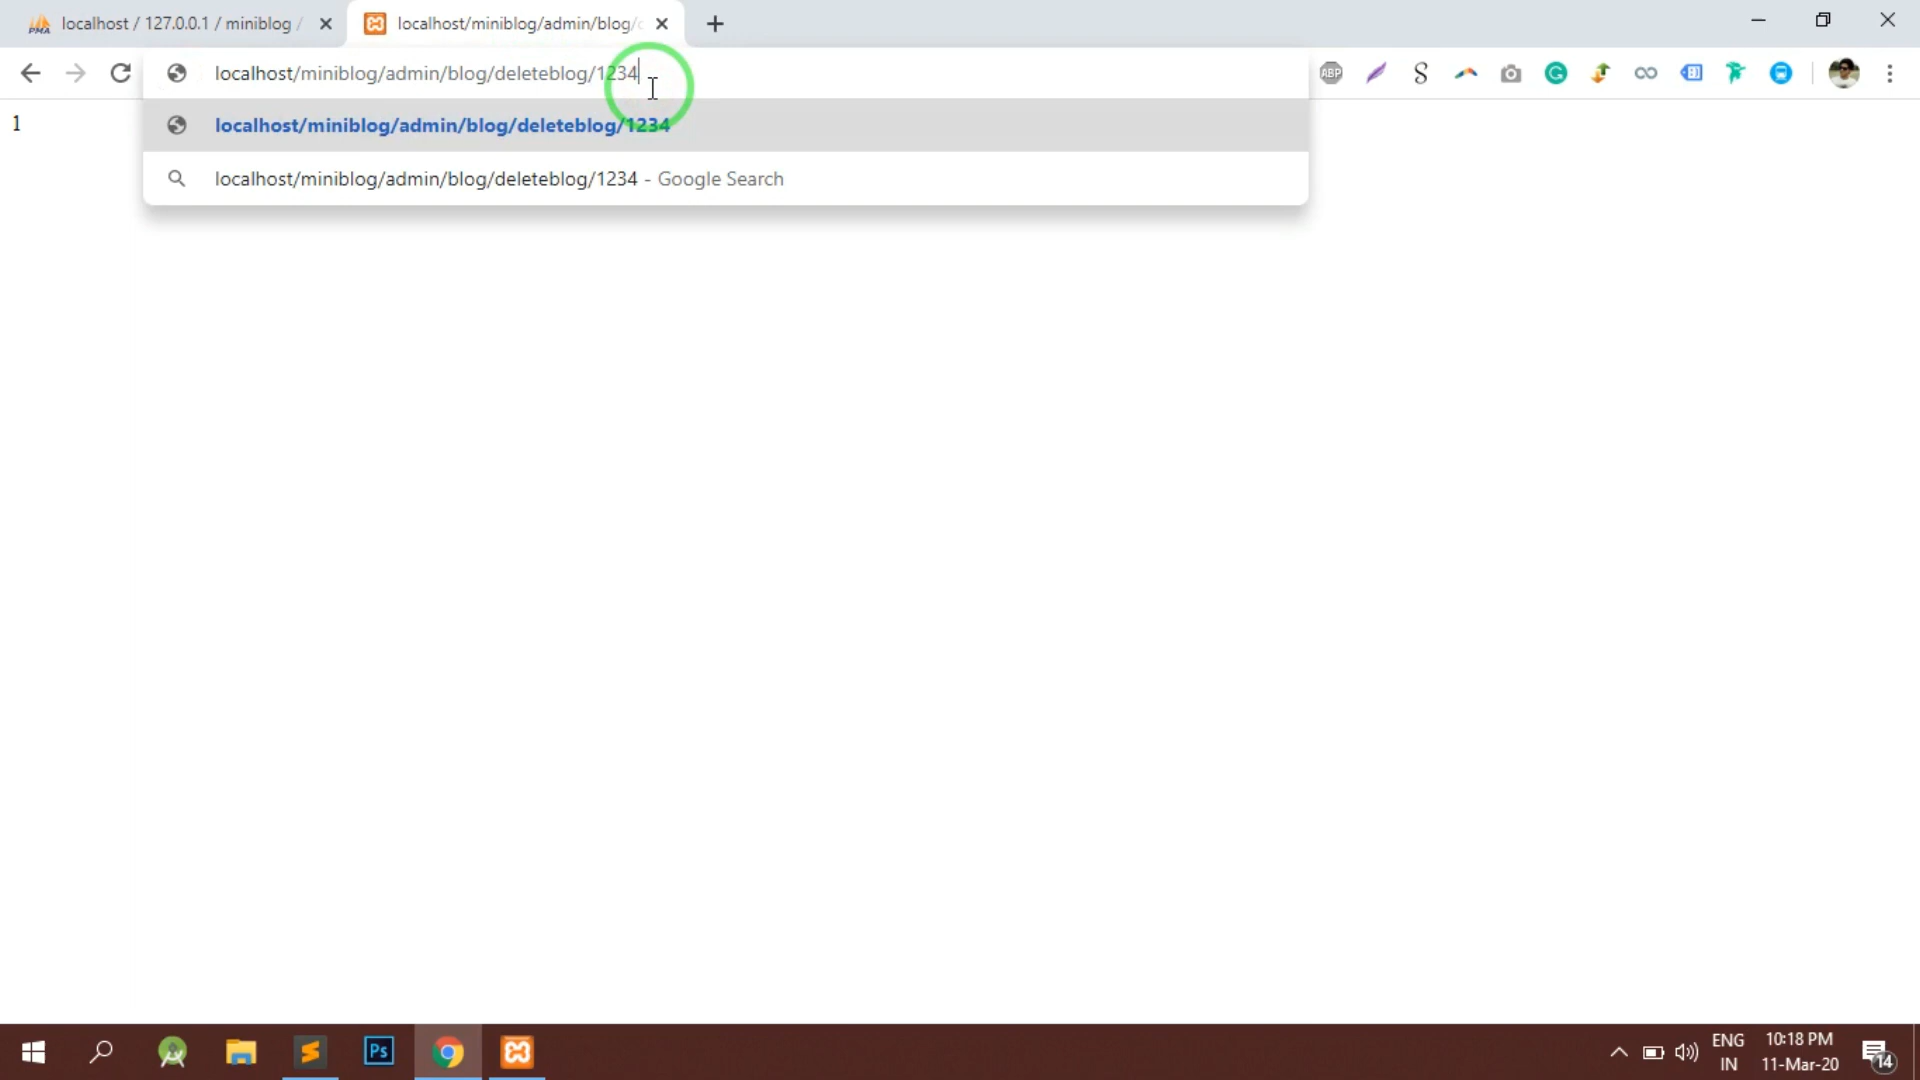 localhost / 127.0.0.1 / miniblog /
localhost/miniblog/admin/blog/
localhost/miniblog/admin/blog/deleteblog/1234
ABP
S
G
1
localhost/miniblog/admin/blog/deleteblog/1234
localhost/miniblog/admin/blog/deleteblog/1234 - Google Search
Ps
ENG
IN
10:18 PM
11-Mar-20
14